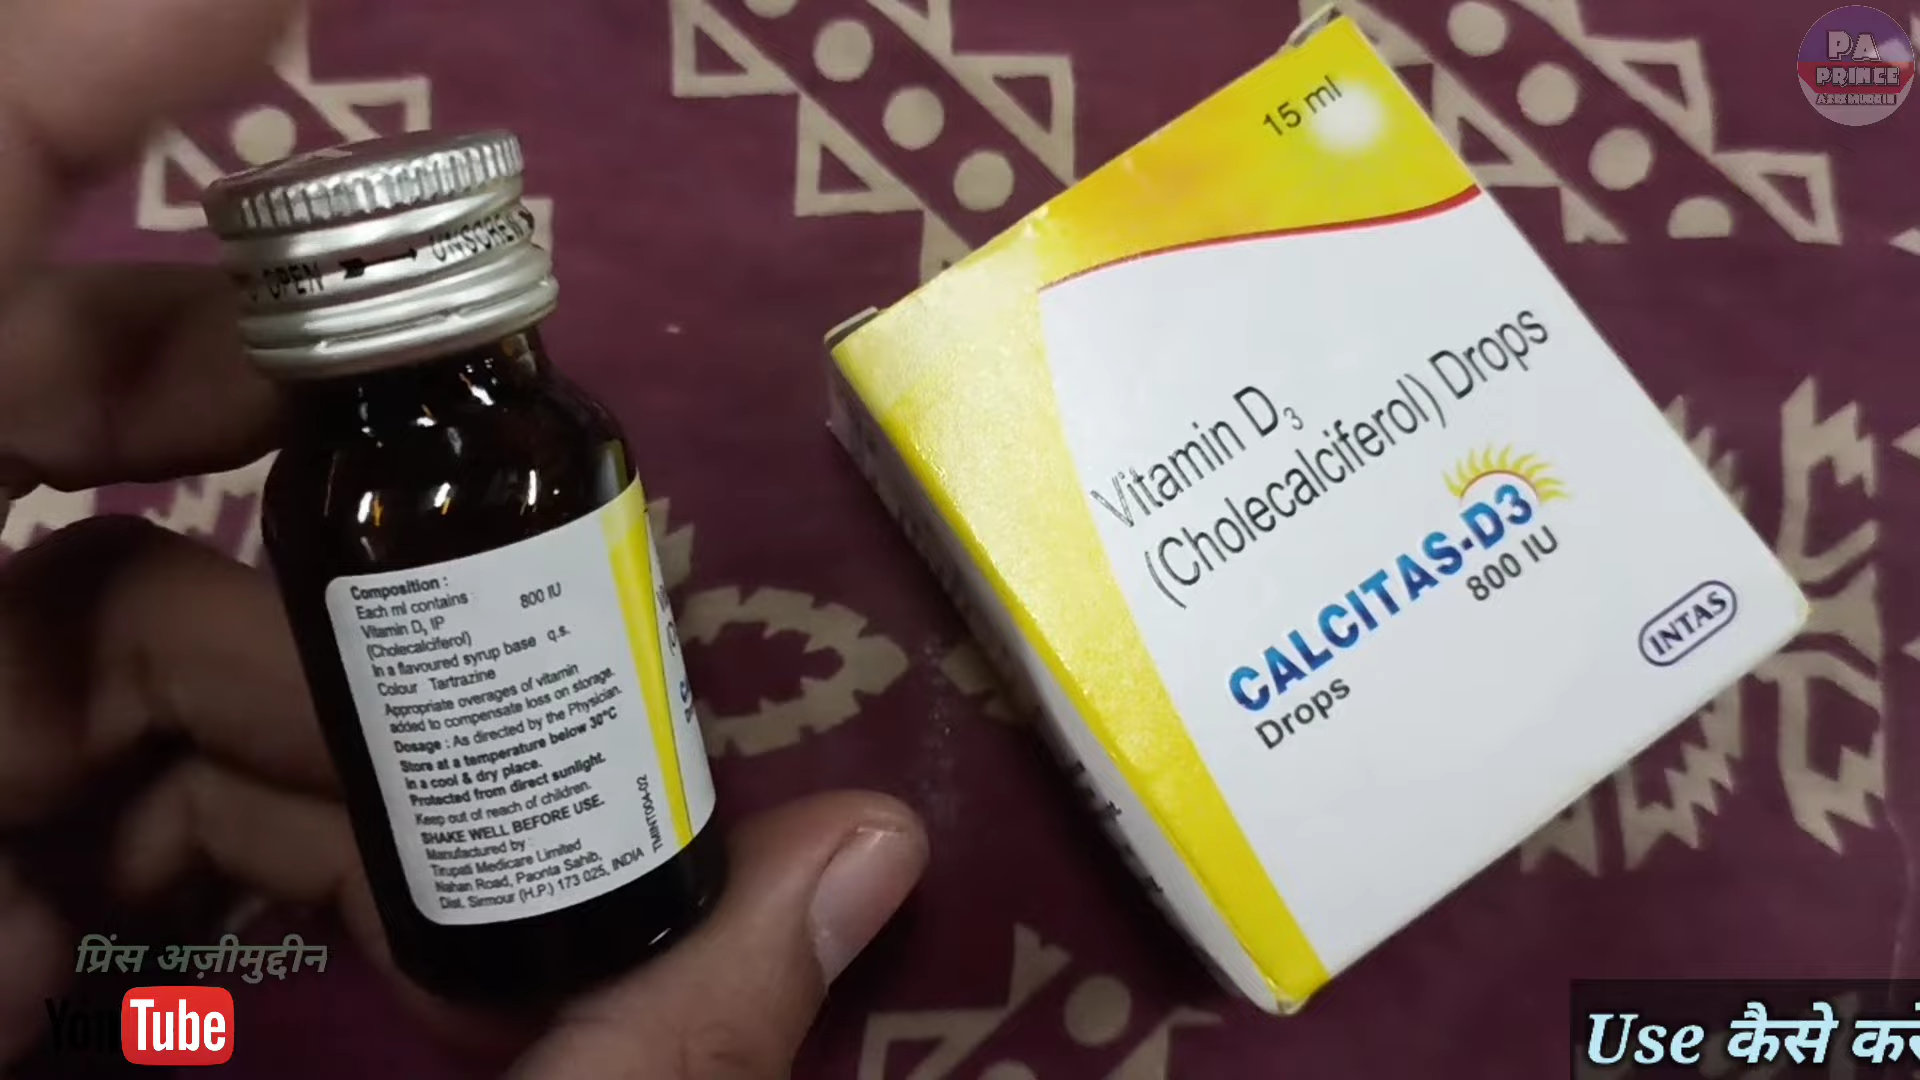 PA
PRINCE
15 ml
OPEN → UNSCREW
Vitamin D₃
(Cholecalciferol) Drops
CALCITAS-D3
800 IU
Drops
INTAS
Composition :
Each ml contains
Vitamin D₃ IP 800 IU
(Cholecalciferol)
In a flavoured syrup base q.s.
Colour Tartrazine
Appropriate overages of vitamin
added to compensate loss on storage.
Dosage : As directed by the Physician.
Store at a temperature below 30°C
in a cool & dry place.
Protected from direct sunlight.
Keep out of reach of children.
SHAKE WELL BEFORE USE.
Manufactured by :
Tirupati Medicare Limited
Nahan Road, Paonta Sahib,
Dist. Sirmour (H.P.) 173 025, INDIA
प्रिंस अज़ीमुद्दीन
YouTube
Use कैसे